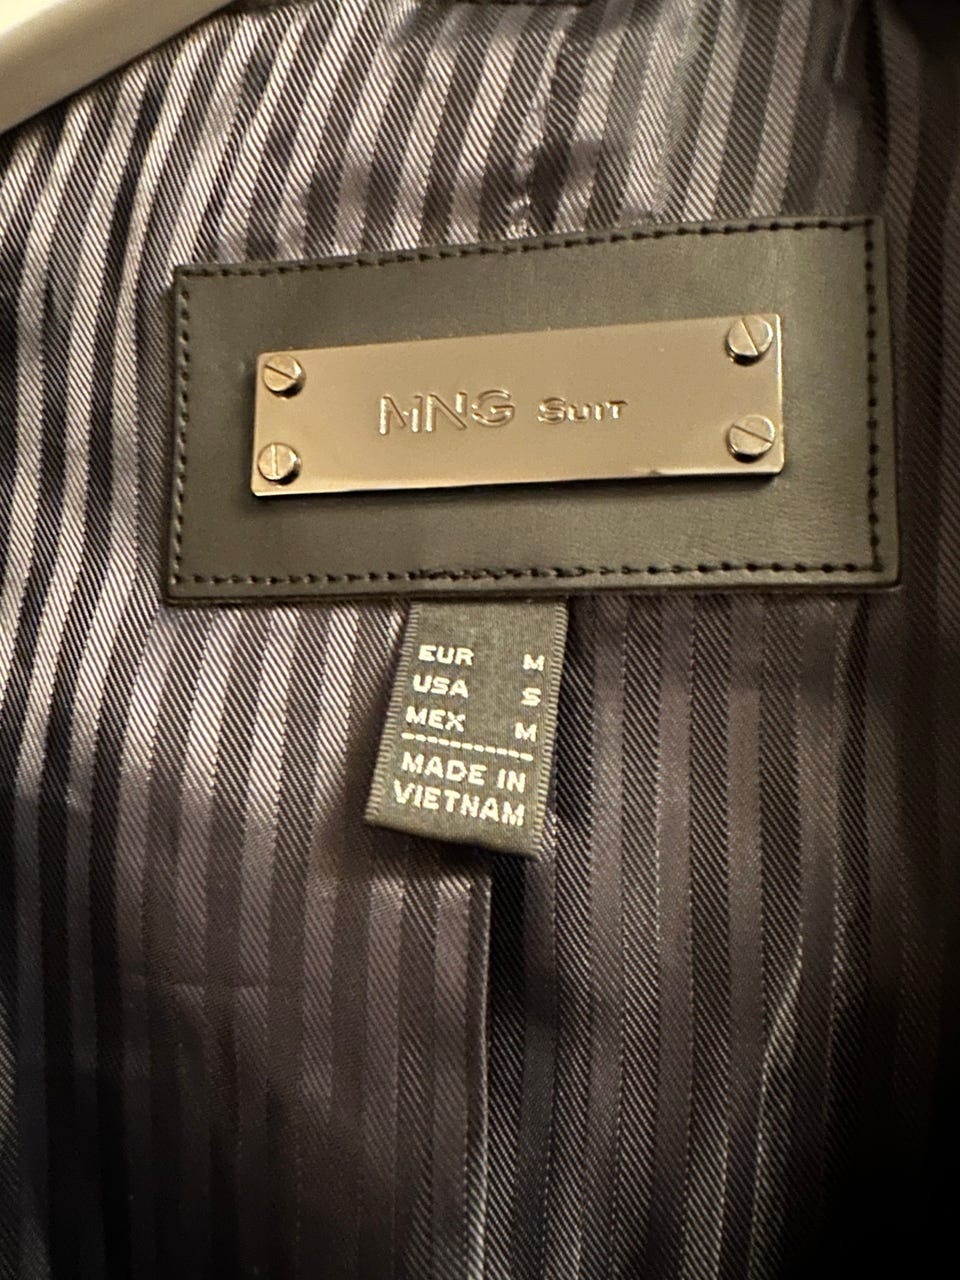 MNG SUIT
EUR M
USA S
MEX M
MADE IN
VIETNAM